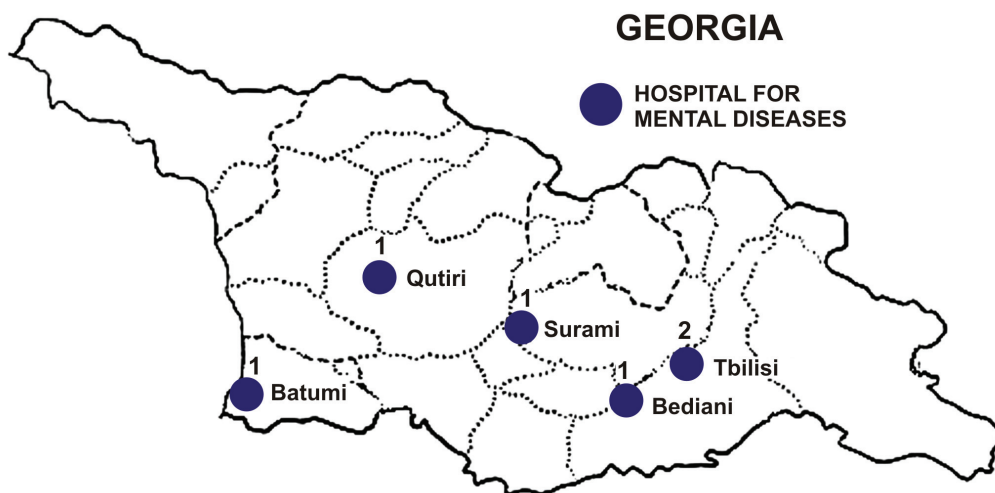 GEORGIA
HOSPITAL FOR
MENTAL DISEASES
1
Qutiri
1
Surami
2
Tbilisi
1
Batumi
1
Bediani